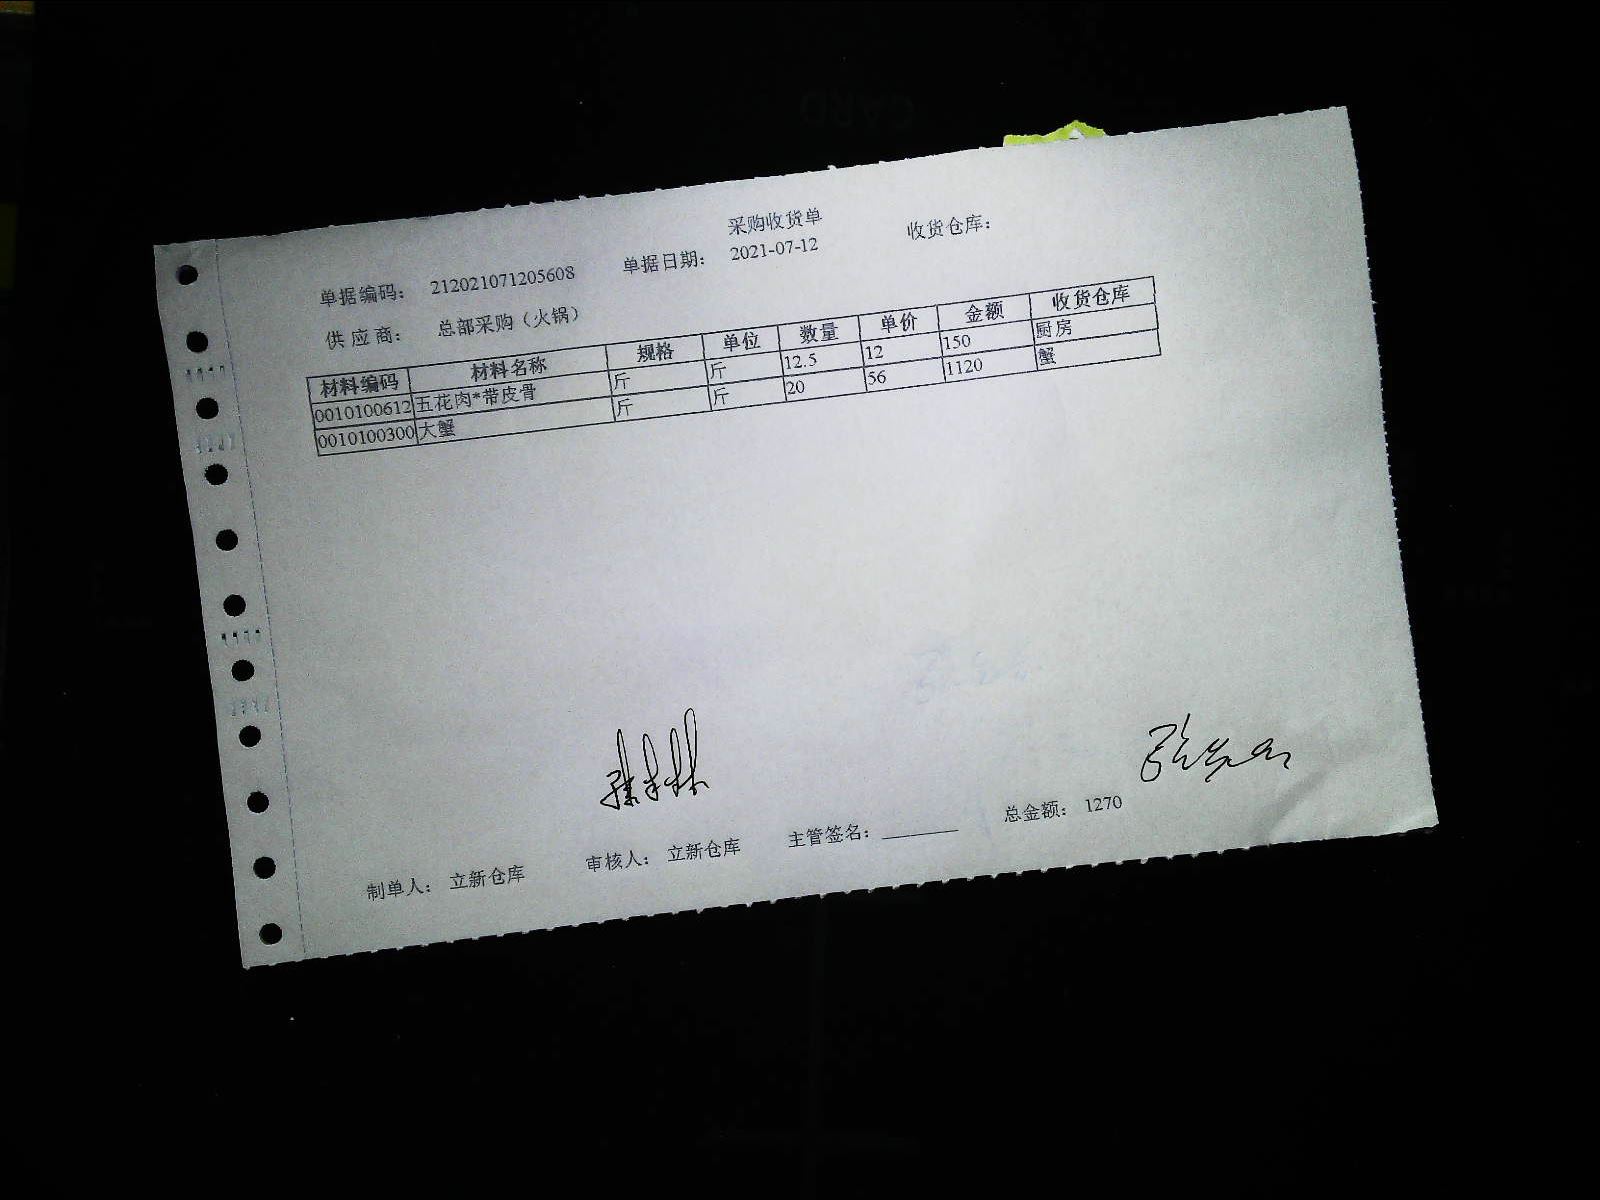 采购收货单
单据编码： 212021071205608 单据日期： 2021-07-12 收货仓库：
供 应 商： 总部采购（火锅）
材料编码 材料名称 规格 单位 数量 单价 金额 收货仓库
0010100612 五花肉*带皮骨 斤 斤 12.5 12 150 厨房
0010100300 大蟹 斤 斤 20 56 1120 蟹
制单人： 立新仓库 审核人： 立新仓库 主管签名： 总金额： 1270